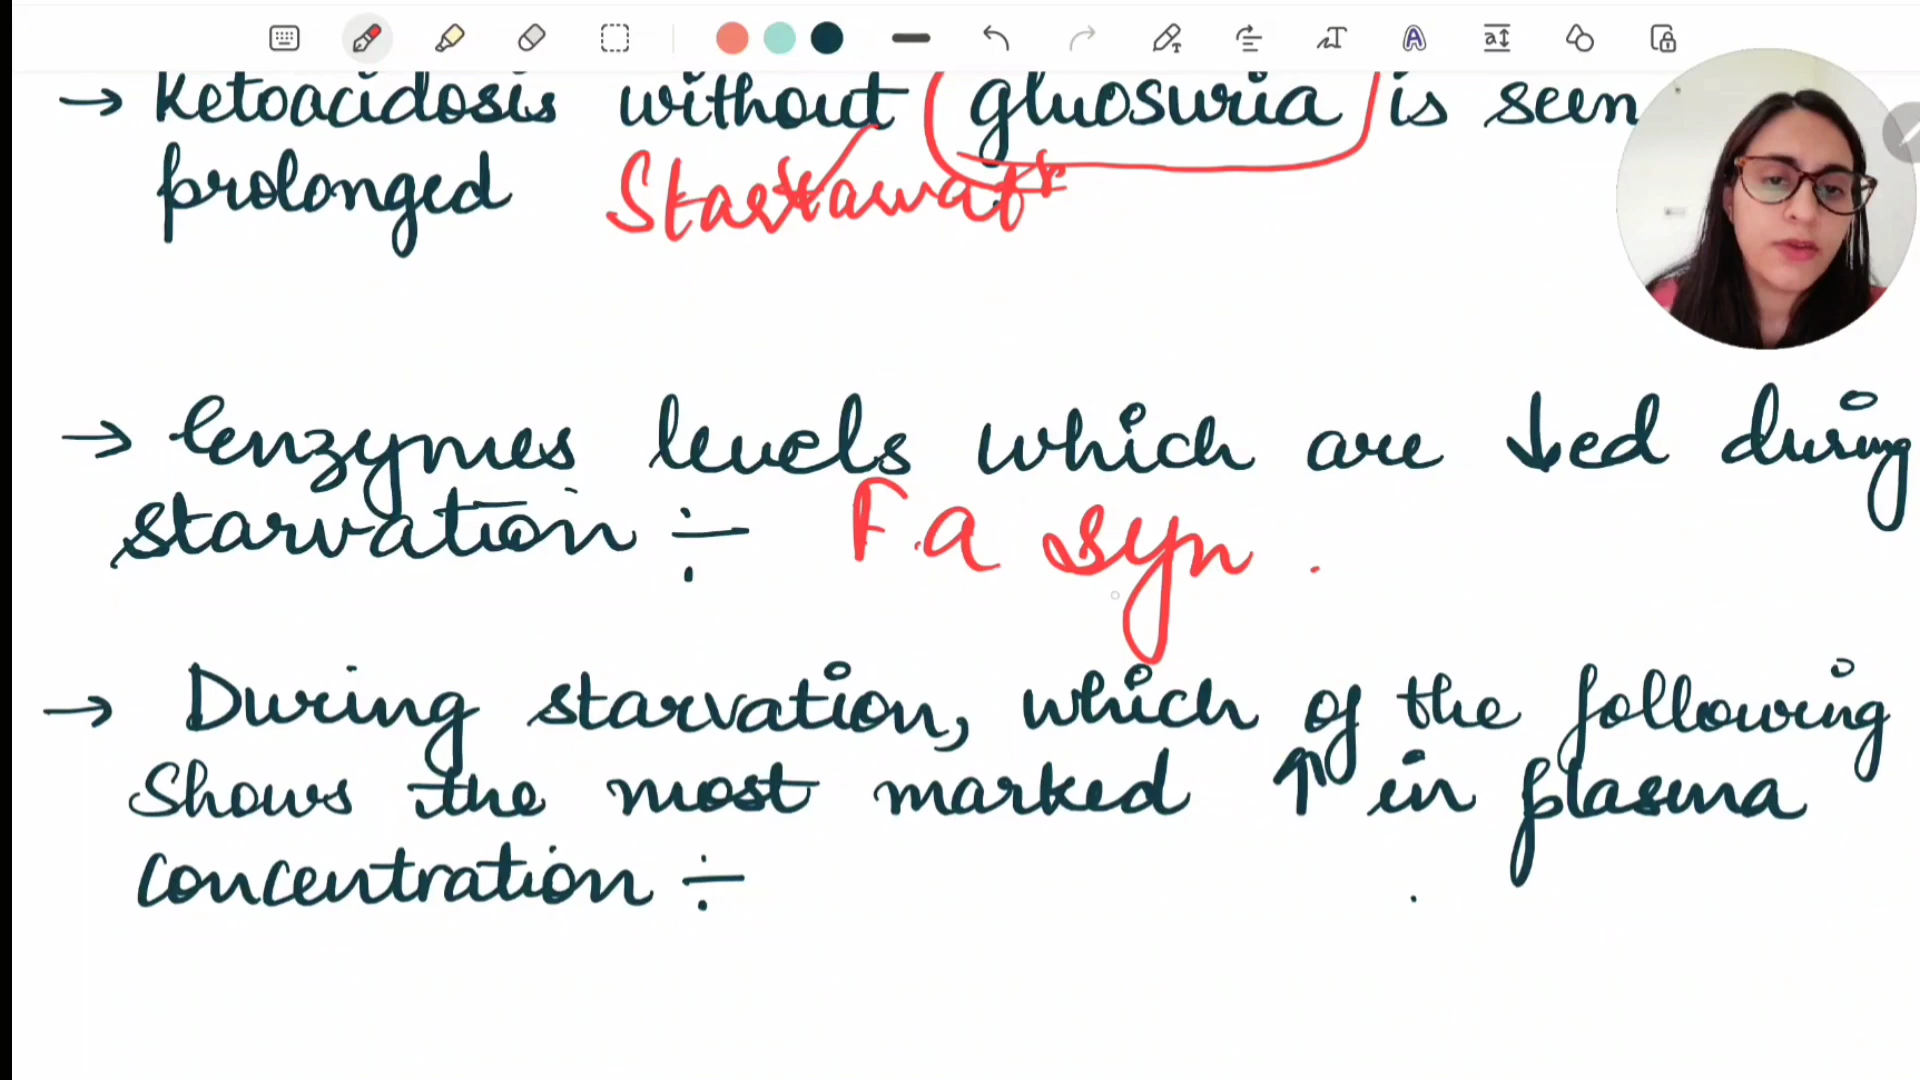 → Ketoacidosis without (gluosuria) is seen
prolonged
→ Enzymes levels which are ↓ed during
starvation ÷ F.a syn.
→ During starvation, which of the following
shows the most marked ↑ in plasma
concentration ÷